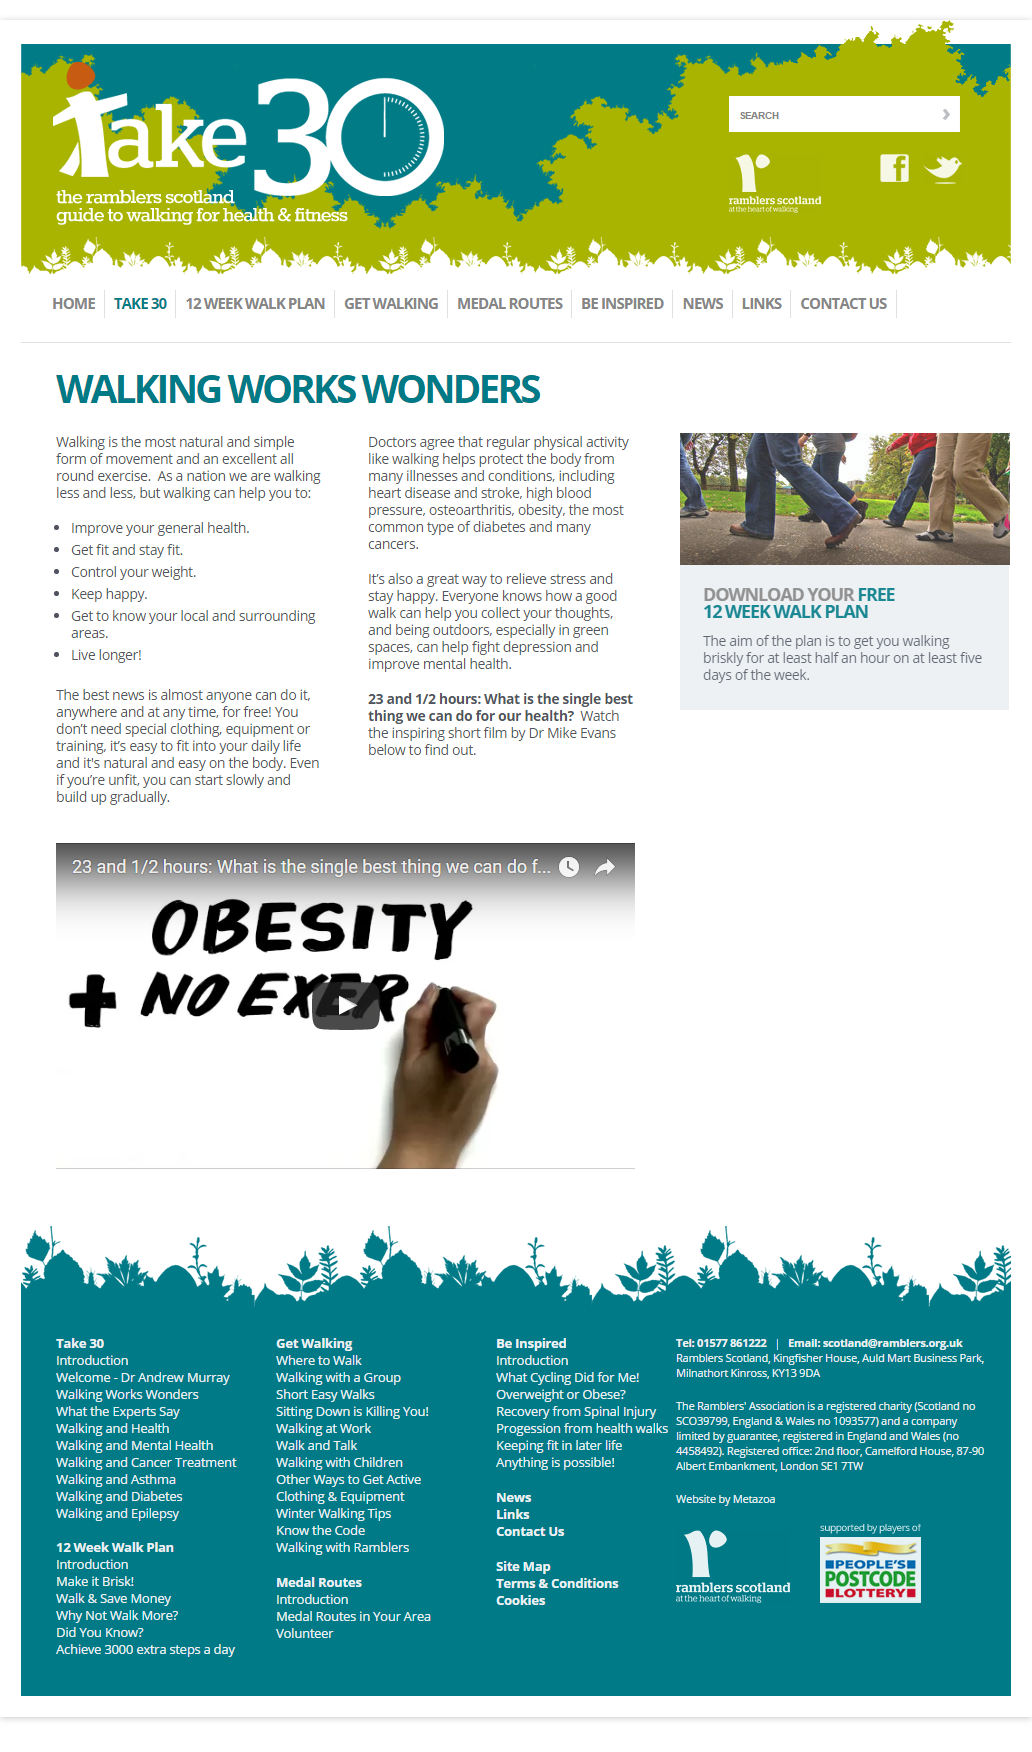 Take 30
the ramblers scotland
guide to walking for health & fitness
SEARCH
ramblers scotland
at the heart of walking
HOME
TAKE 30
12 WEEK WALK PLAN
GET WALKING
MEDAL ROUTES
BE INSPIRED
NEWS
LINKS
CONTACT US
WALKING WORKS WONDERS
Walking is the most natural and simple
form of movement and an excellent all
round exercise.  As a nation we are walking
less and less, but walking can help you to:
Improve your general health.
Get fit and stay fit.
Control your weight.
Keep happy.
Get to know your local and surrounding
areas.
Live longer!
The best news is almost anyone can do it,
anywhere and at any time, for free! You
don’t need special clothing, equipment or
training, it’s easy to fit into your daily life
and it's natural and easy on the body. Even
if you’re unfit, you can start slowly and
build up gradually.
Doctors agree that regular physical activity
like walking helps protect the body from
many illnesses and conditions, including
heart disease and stroke, high blood
pressure, osteoarthritis, obesity, the most
common type of diabetes and many
cancers.
It’s also a great way to relieve stress and
stay happy. Everyone knows how a good
walk can help you collect your thoughts,
and being outdoors, especially in green
spaces, can help fight depression and
improve mental health.
23 and 1/2 hours: What is the single best
thing we can do for our health?  Watch
the inspiring short film by Dr Mike Evans
below to find out.
DOWNLOAD YOUR FREE
12 WEEK WALK PLAN
The aim of the plan is to get you walking
briskly for at least half an hour on at least five
days of the week.
23 and 1/2 hours: What is the single best thing we can do f...
OBESITY
+ NO EXER
Take 30
Introduction
Welcome - Dr Andrew Murray
Walking Works Wonders
What the Experts Say
Walking and Health
Walking and Mental Health
Walking and Cancer Treatment
Walking and Asthma
Walking and Diabetes
Walking and Epilepsy
12 Week Walk Plan
Introduction
Make it Brisk!
Walk & Save Money
Why Not Walk More?
Did You Know?
Achieve 3000 extra steps a day
Get Walking
Where to Walk
Walking with a Group
Short Easy Walks
Sitting Down is Killing You!
Walking at Work
Walk and Talk
Walking with Children
Other Ways to Get Active
Clothing & Equipment
Winter Walking Tips
Know the Code
Walking with Ramblers
Medal Routes
Introduction
Medal Routes in Your Area
Volunteer
Be Inspired
Introduction
What Cycling Did for Me!
Overweight or Obese?
Recovery from Spinal Injury
Progession from health walks
Keeping fit in later life
Anything is possible!
News
Links
Contact Us
Site Map
Terms & Conditions
Cookies
Tel: 01577 861222 | Email: scotland@ramblers.org.uk
Ramblers Scotland, Kingfisher House, Auld Mart Business Park,
Milnathort Kinross, KY13 9DA
The Ramblers' Association is a registered charity (Scotland no
SCO39799, England & Wales no 1093577) and a company
limited by guarantee, registered in England and Wales (no
4458492). Registered office: 2nd floor, Camelford House, 87-90
Albert Embankment, London SE1 7TW
Website by Metazoa
ramblers scotland
at the heart of walking
supported by players of
PEOPLE'S
POSTCODE
LOTTERY